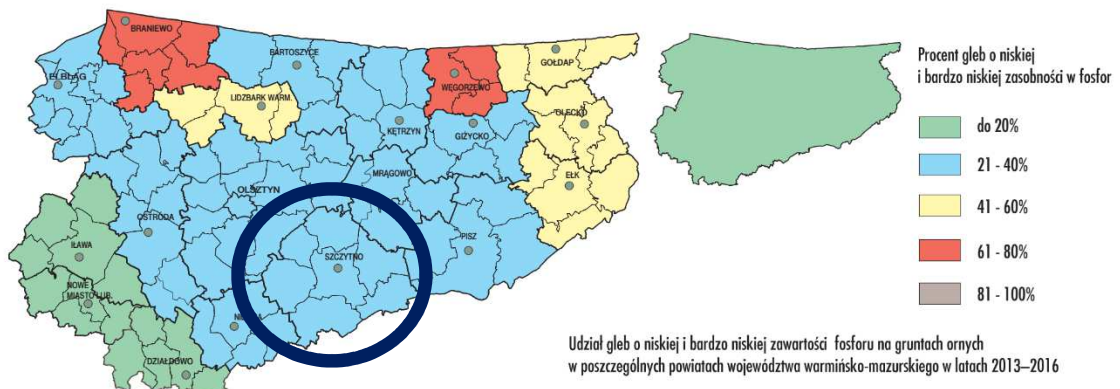 BRANIEWO
BARTOSZYCE
GOŁDAP
ELBLĄG
WĘGORZEWO
LIDZBARK WARM.
OLECKO
KĘTRZYN
GIŻYCKO
MRĄGOWO
EŁK
OLSZTYN
OSTRÓDA
PISZ
SZCZYTNO
IŁAWA
NOWE
MIASTO LUB.
DZIAŁDOWO
Procent gleb o niskiej
i bardzo niskiej zasobności w fosfor
do 20%
21 - 40%
41 - 60%
61 - 80%
81 - 100%
Udział gleb o niskiej i bardzo niskiej zawartości fosforu na gruntach ornych
w poszczególnych powiatach województwa warmińsko-mazurskiego w latach 2013–2016